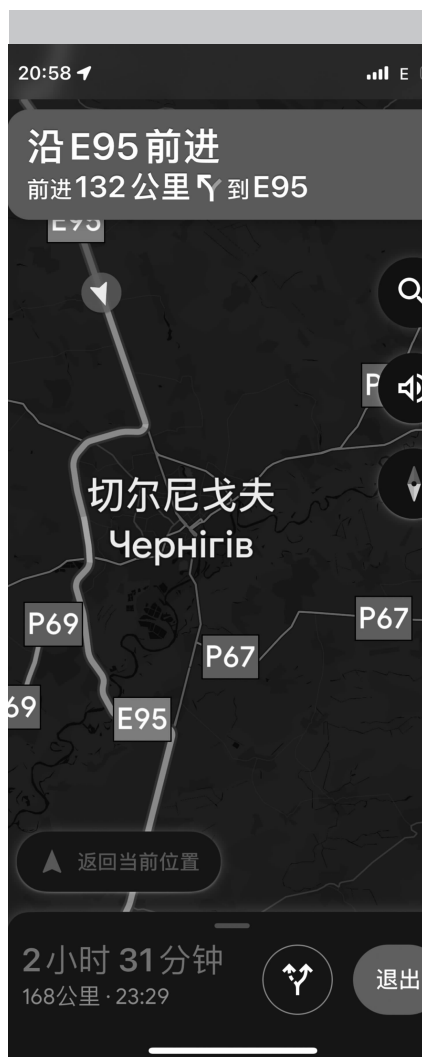 20:58
E
沿E95前进
前进132公里 到E95
E95
P
切尔尼戈夫
Чернігів
P69
P67
P67
69
E95
返回当前位置
2小时 31分钟
168公里 · 23:29
退出